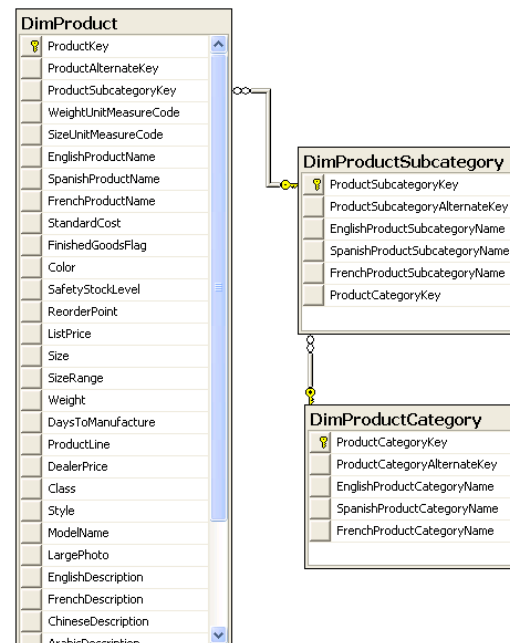 DimProduct
ProductKey
ProductAlternateKey
ProductSubcategoryKey
WeightUnitMeasureCode
SizeUnitMeasureCode
EnglishProductName
SpanishProductName
FrenchProductName
StandardCost
FinishedGoodsFlag
Color
SafetyStockLevel
ReorderPoint
ListPrice
Size
SizeRange
Weight
DaysToManufacture
ProductLine
DealerPrice
Class
Style
ModelName
LargePhoto
EnglishDescription
FrenchDescription
ChineseDescription
ArabicDescription
DimProductSubcategory
ProductSubcategoryKey
ProductSubcategoryAlternateKey
EnglishProductSubcategoryName
SpanishProductSubcategoryName
FrenchProductSubcategoryName
ProductCategoryKey
DimProductCategory
ProductCategoryKey
ProductCategoryAlternateKey
EnglishProductCategoryName
SpanishProductCategoryName
FrenchProductCategoryName